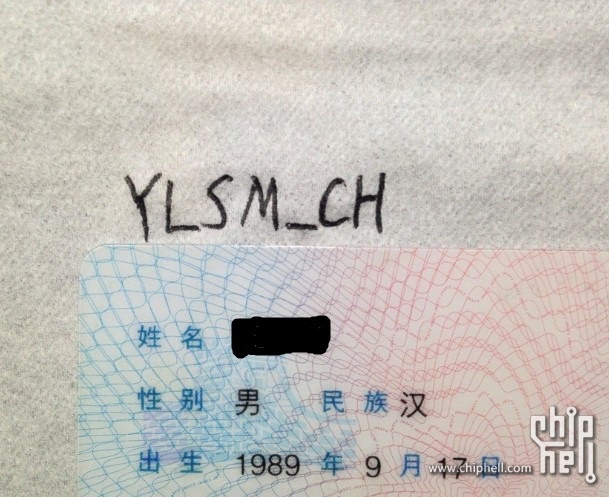 YLSM_CH
姓名
性别 男 民族 汉
出生 1989 年 9 月 17 日
www.chiphell.com
chip
hell